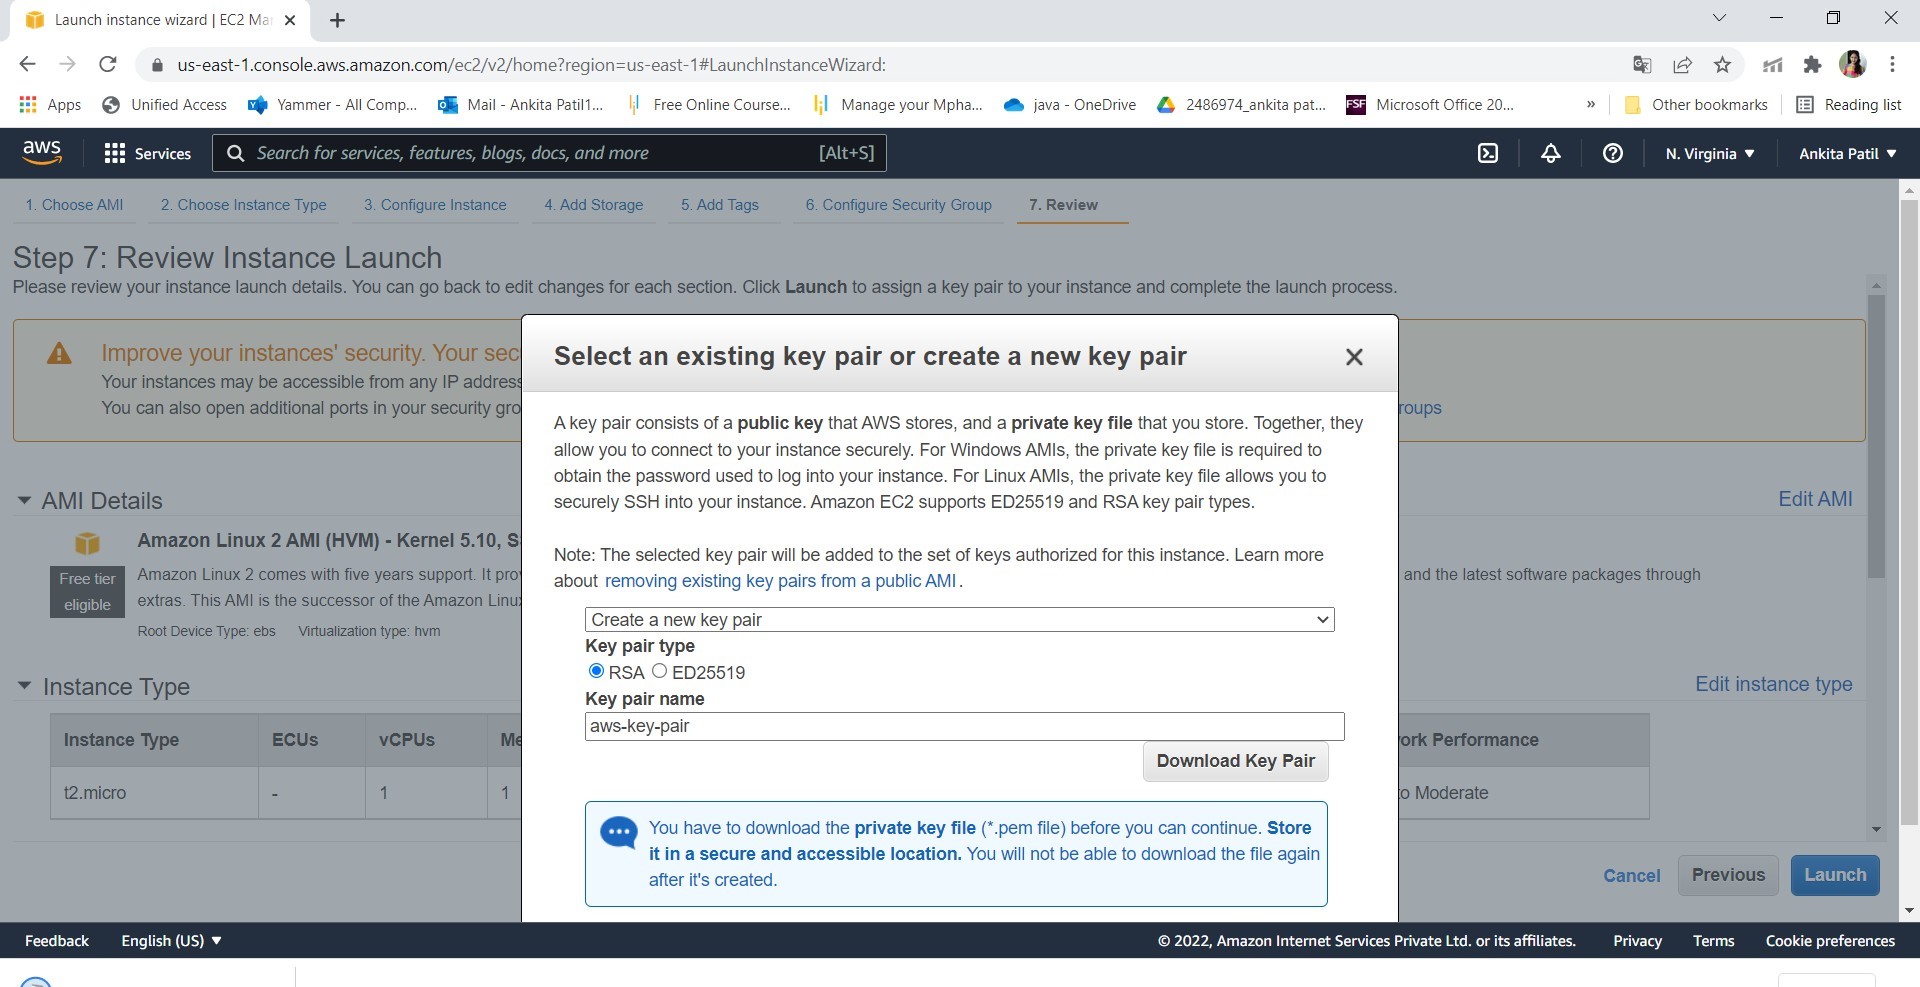 Launch instance wizard | EC2 Ma
us-east-1.console.aws.amazon.com/ec2/v2/home?region=us-east-1#LaunchInstanceWizard:
Apps Unified Access Yammer - All Comp... Mail - Ankita Patil1... Free Online Course... Manage your Mpha... java - OneDrive 2486974_ankita pat... FSF Microsoft Office 20... » Other bookmarks Reading list
aws Services Search for services, features, blogs, docs, and more [Alt+S] N. Virginia Ankita Patil
1. Choose AMI 2. Choose Instance Type 3. Configure Instance 4. Add Storage 5. Add Tags 6. Configure Security Group 7. Review
Step 7: Review Instance Launch
Please review your instance launch details. You can go back to edit changes for each section. Click Launch to assign a key pair to your instance and complete the launch process.
Improve your instances' security. Your sec
Your instances may be accessible from any IP address
You can also open additional ports in your security gro roups
AMI Details Edit AMI
Amazon Linux 2 AMI (HVM) - Kernel 5.10, S
Free tier eligible
Amazon Linux 2 comes with five years support. It pro and the latest software packages through
extras. This AMI is the successor of the Amazon Linu
Root Device Type: ebs Virtualization type: hvm
Instance Type Edit instance type
Instance Type ECUs vCPUs Me ork Performance
t2.micro - 1 1 o Moderate
Select an existing key pair or create a new key pair
A key pair consists of a public key that AWS stores, and a private key file that you store. Together, they
allow you to connect to your instance securely. For Windows AMIs, the private key file is required to
obtain the password used to log into your instance. For Linux AMIs, the private key file allows you to
securely SSH into your instance. Amazon EC2 supports ED25519 and RSA key pair types.
Note: The selected key pair will be added to the set of keys authorized for this instance. Learn more
about removing existing key pairs from a public AMI.
Create a new key pair
Key pair type
RSA ED25519
Key pair name
aws-key-pair
Download Key Pair
You have to download the private key file (*.pem file) before you can continue. Store
it in a secure and accessible location. You will not be able to download the file again
after it's created.
Cancel Previous Launch
Feedback English (US) © 2022, Amazon Internet Services Private Ltd. or its affiliates. Privacy Terms Cookie preferences